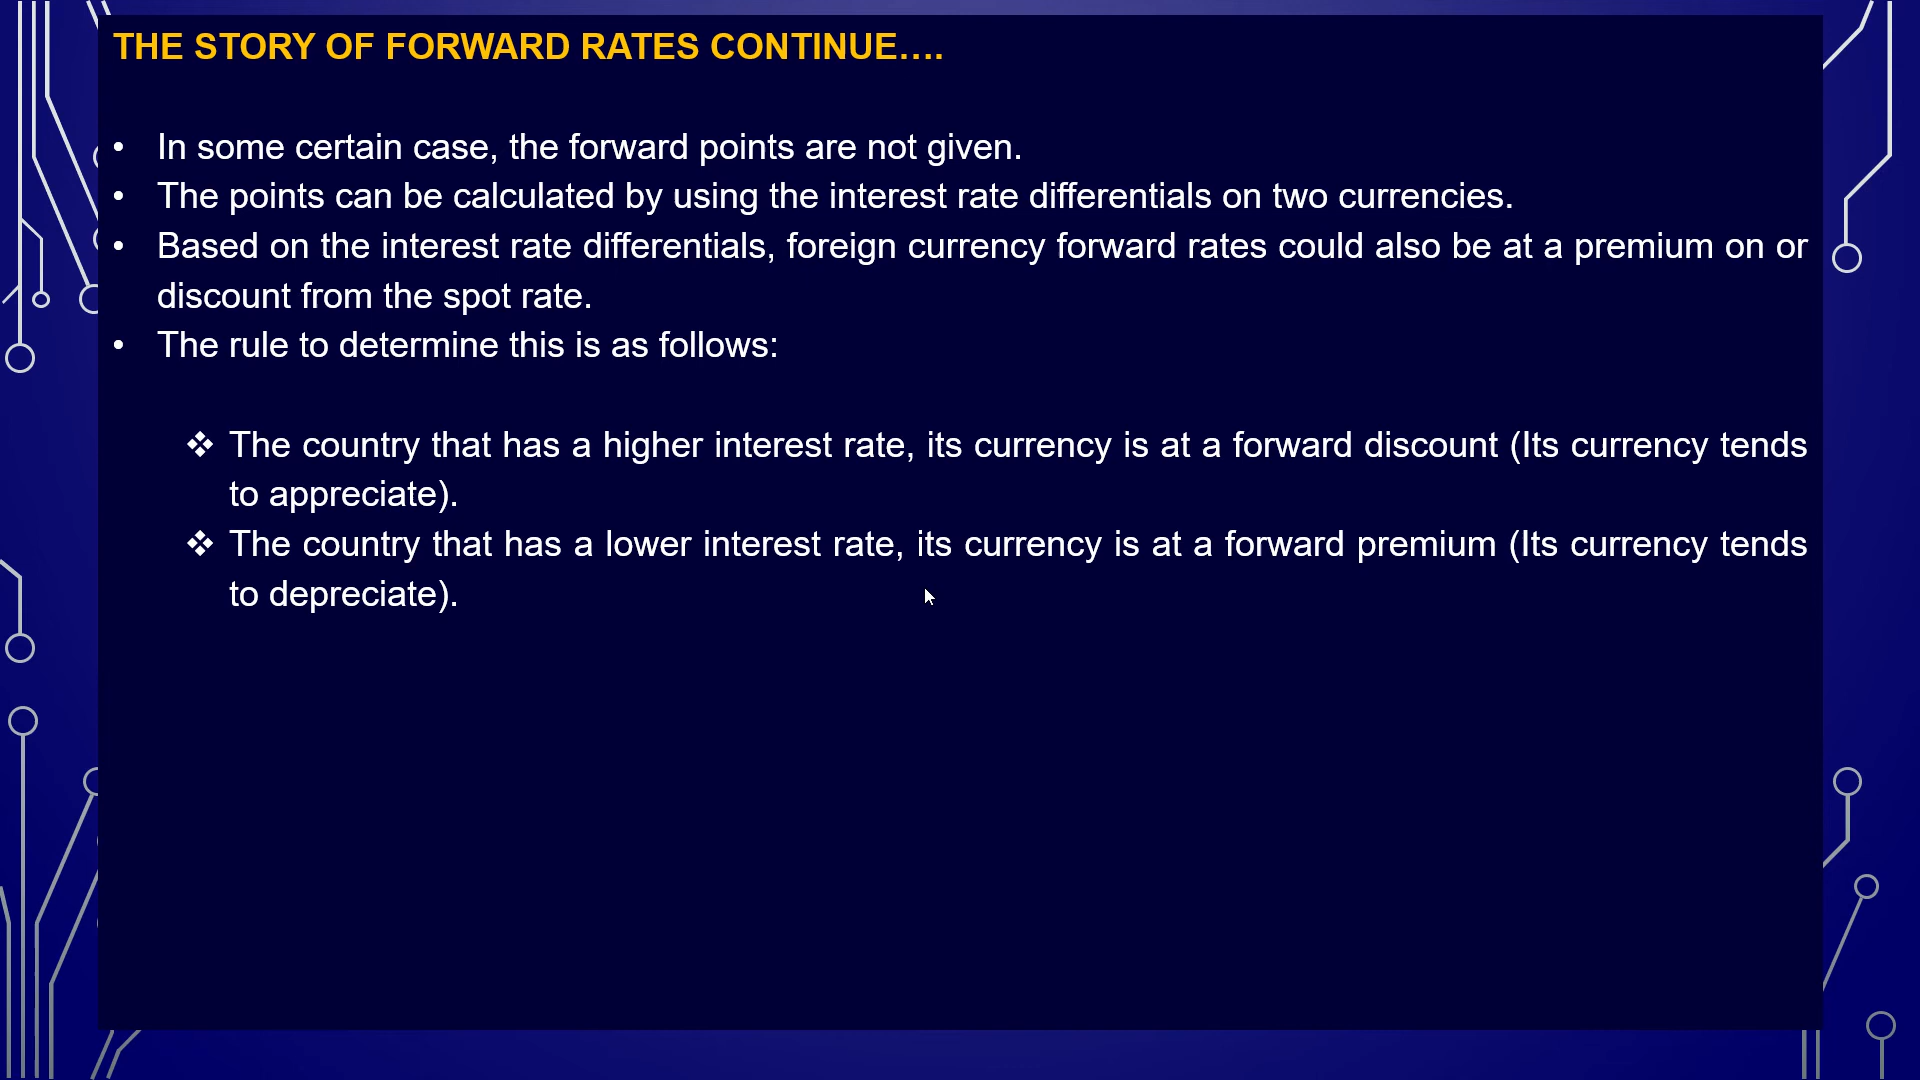 THE STORY OF FORWARD RATES CONTINUE….
• In some certain case, the forward points are not given.
• The points can be calculated by using the interest rate differentials on two currencies.
• Based on the interest rate differentials, foreign currency forward rates could also be at a premium on or
discount from the spot rate.
• The rule to determine this is as follows:
❖ The country that has a higher interest rate, its currency is at a forward discount (Its currency tends
to appreciate).
❖ The country that has a lower interest rate, its currency is at a forward premium (Its currency tends
to depreciate).